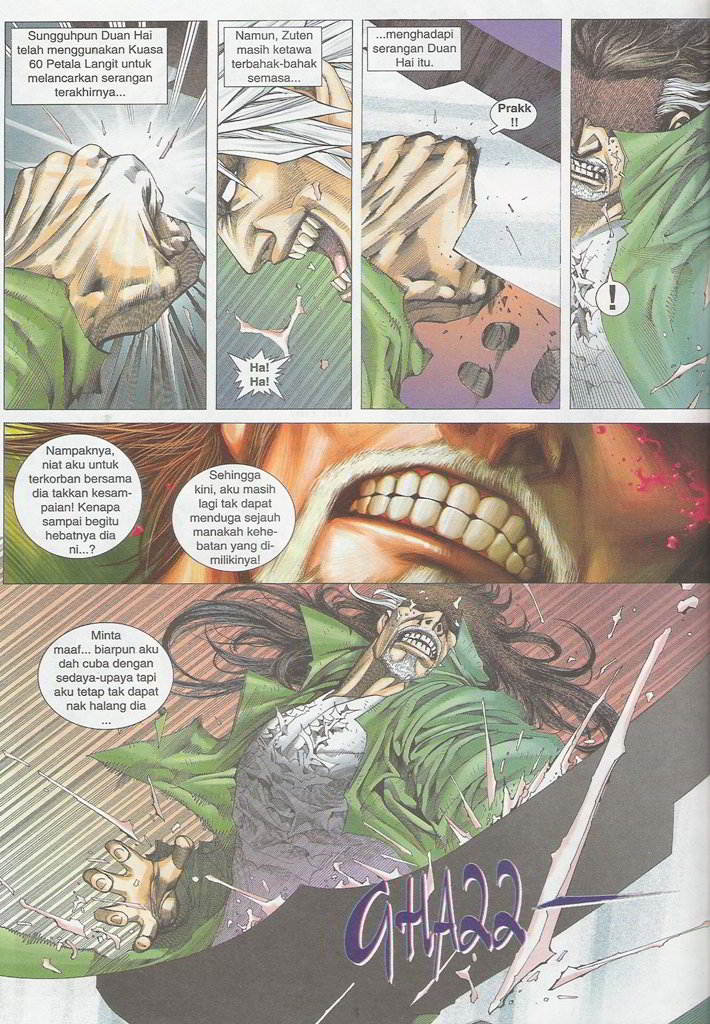 Sungguhpun Duan Hai
telah menggunakan Kuasa
60 Petala Langit untuk
melancarkan serangan
terakhirnya...
Namun, Zuten
masih ketawa
terbahak-bahak
semasa...
Ha!
Ha!
...menghadapi
serangan Duan
Hai itu.
Prakk
!!
!
Nampaknya,
niat aku untuk
terkorban bersama
dia takkan kesam-
paian! Kenapa
sampai begitu
hebatnya dia
ni...?
Sehingga
kini, aku masih
lagi tak dapat
menduga sejauh
manakah kehe-
batan yang di-
milikinya!
Minta
maaf... biarpun aku
dah cuba dengan
sedaya-upaya tapi
aku tetap tak dapat
nak halang dia
...
GHAZZ—